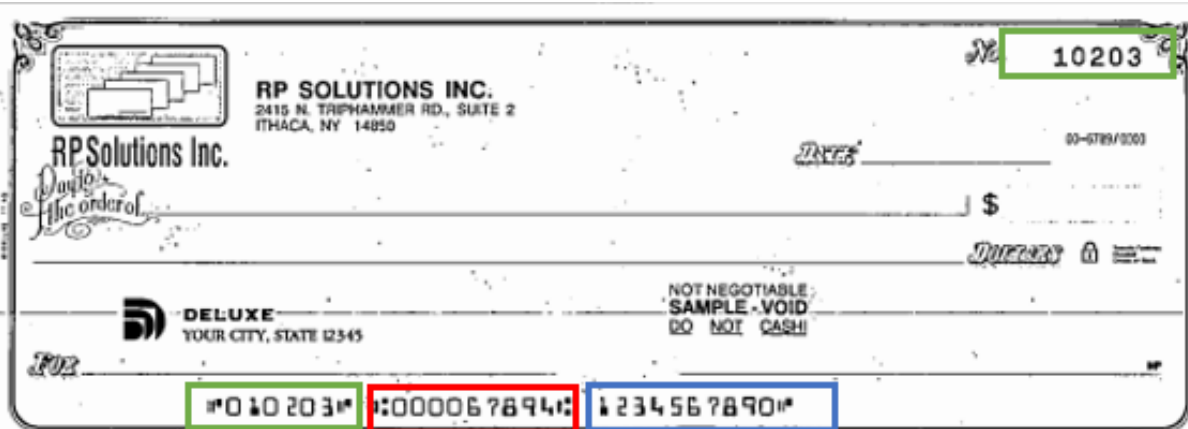 No. 10203
RP SOLUTIONS INC.
2415 N. TRIPHAMMER RD., SUITE 2
ITHACA, NY 14850
RP Solutions Inc.
DATE
00-6789/0000
Pay to
the order of
$
DOLLARS
NOT NEGOTIABLE
SAMPLE - VOID
DO NOT CASH!
DELUXE
YOUR CITY, STATE 12345
FOR
MP
⑈010203⑈ ⑆000067894⑆ 1234567890⑈